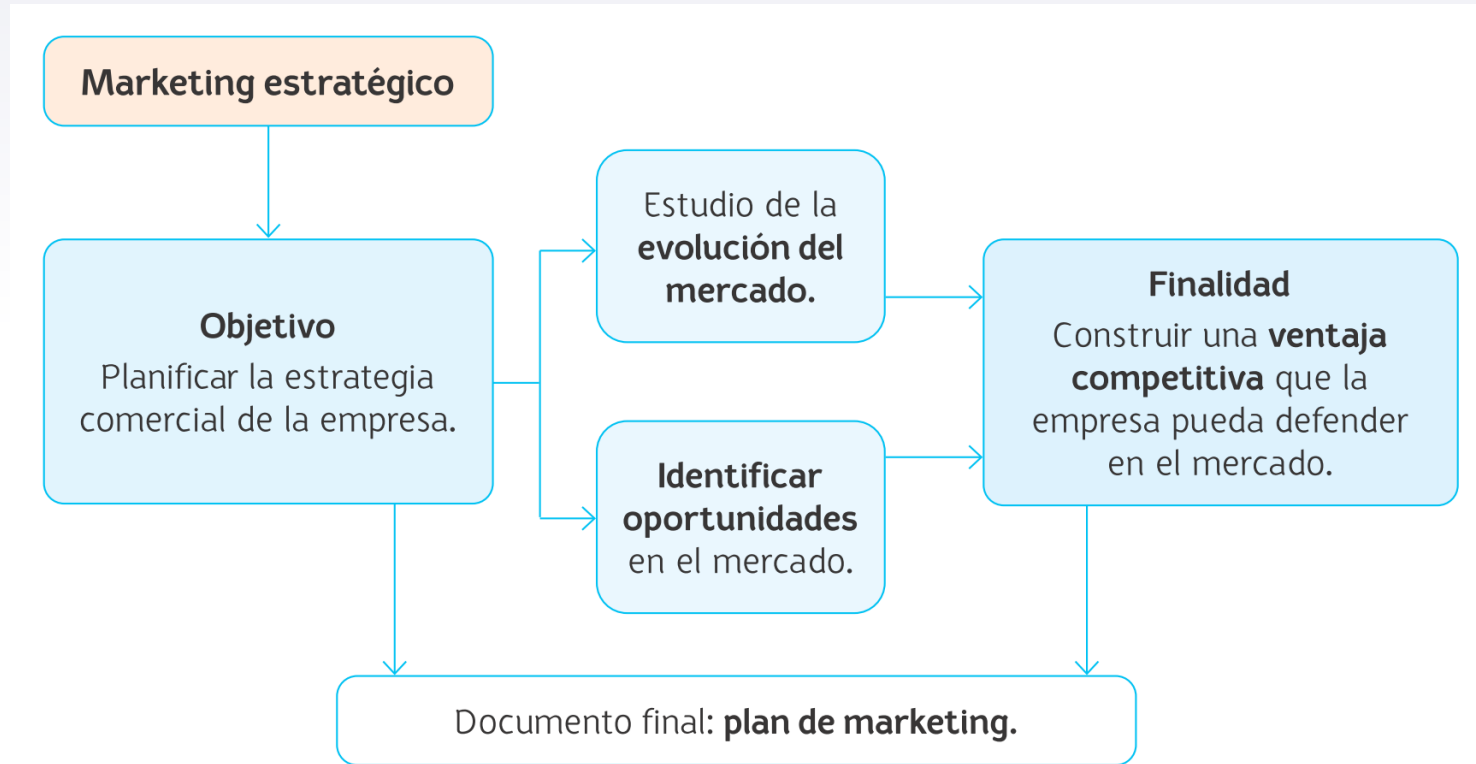 Marketing estratégico
Objetivo
Planificar la estrategia
comercial de la empresa.
Estudio de la
evolución del
mercado.
Identificar
oportunidades
en el mercado.
Finalidad
Construir una ventaja
competitiva que la
empresa pueda defender
en el mercado.
Documento final: plan de marketing.